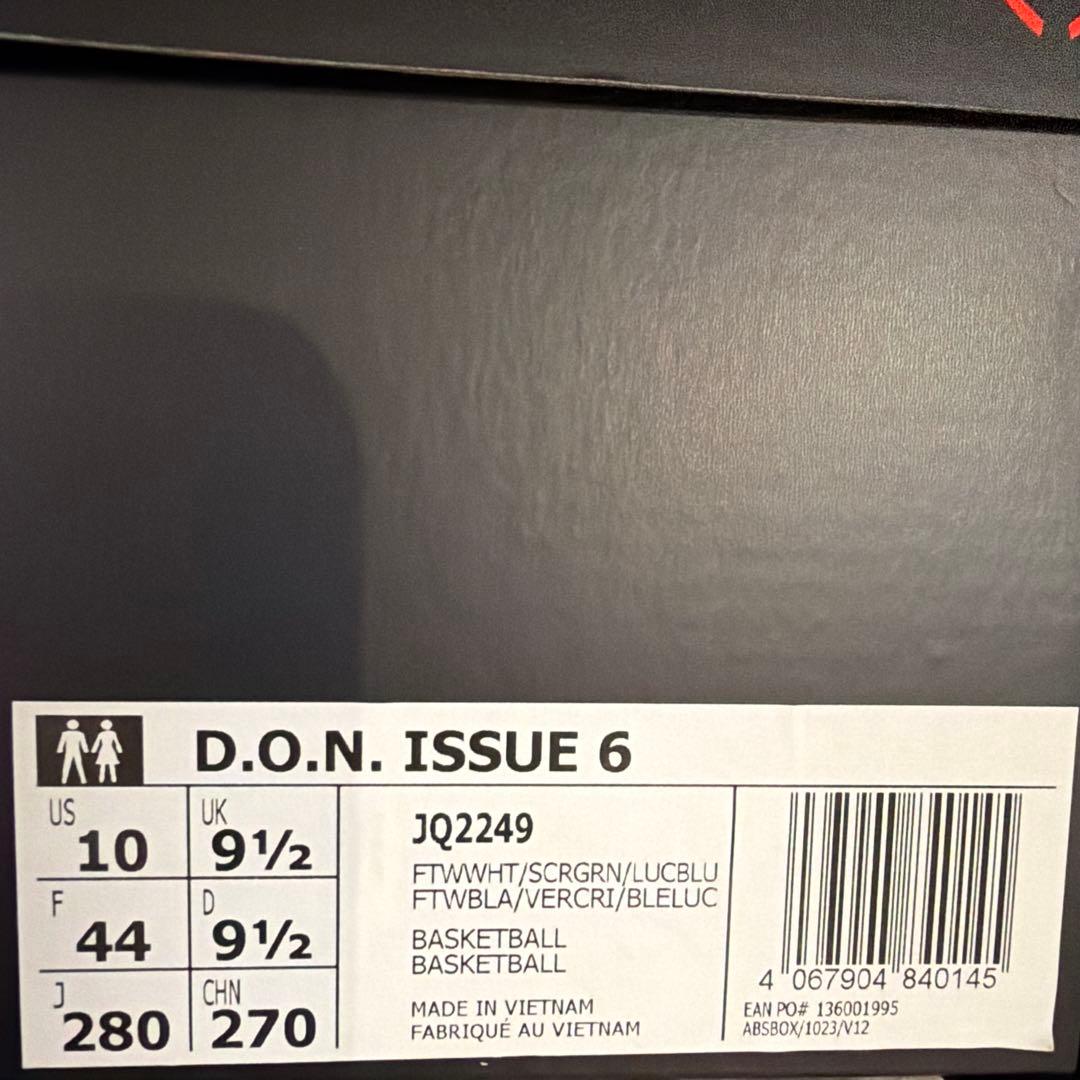 D.O.N. ISSUE 6
US 10 UK 9½
F 44 D 9½
J 280 CHN 270
JQ2249
FTWWHT/SCRGRN/LUCBLU
FTWBLA/VERCRI/BLELUC
BASKETBALL
BASKETBALL
MADE IN VIETNAM
FABRIQUÉ AU VIETNAM
4 067904 840145
EAN PO# 136001995
ABSBOX/1023/V12